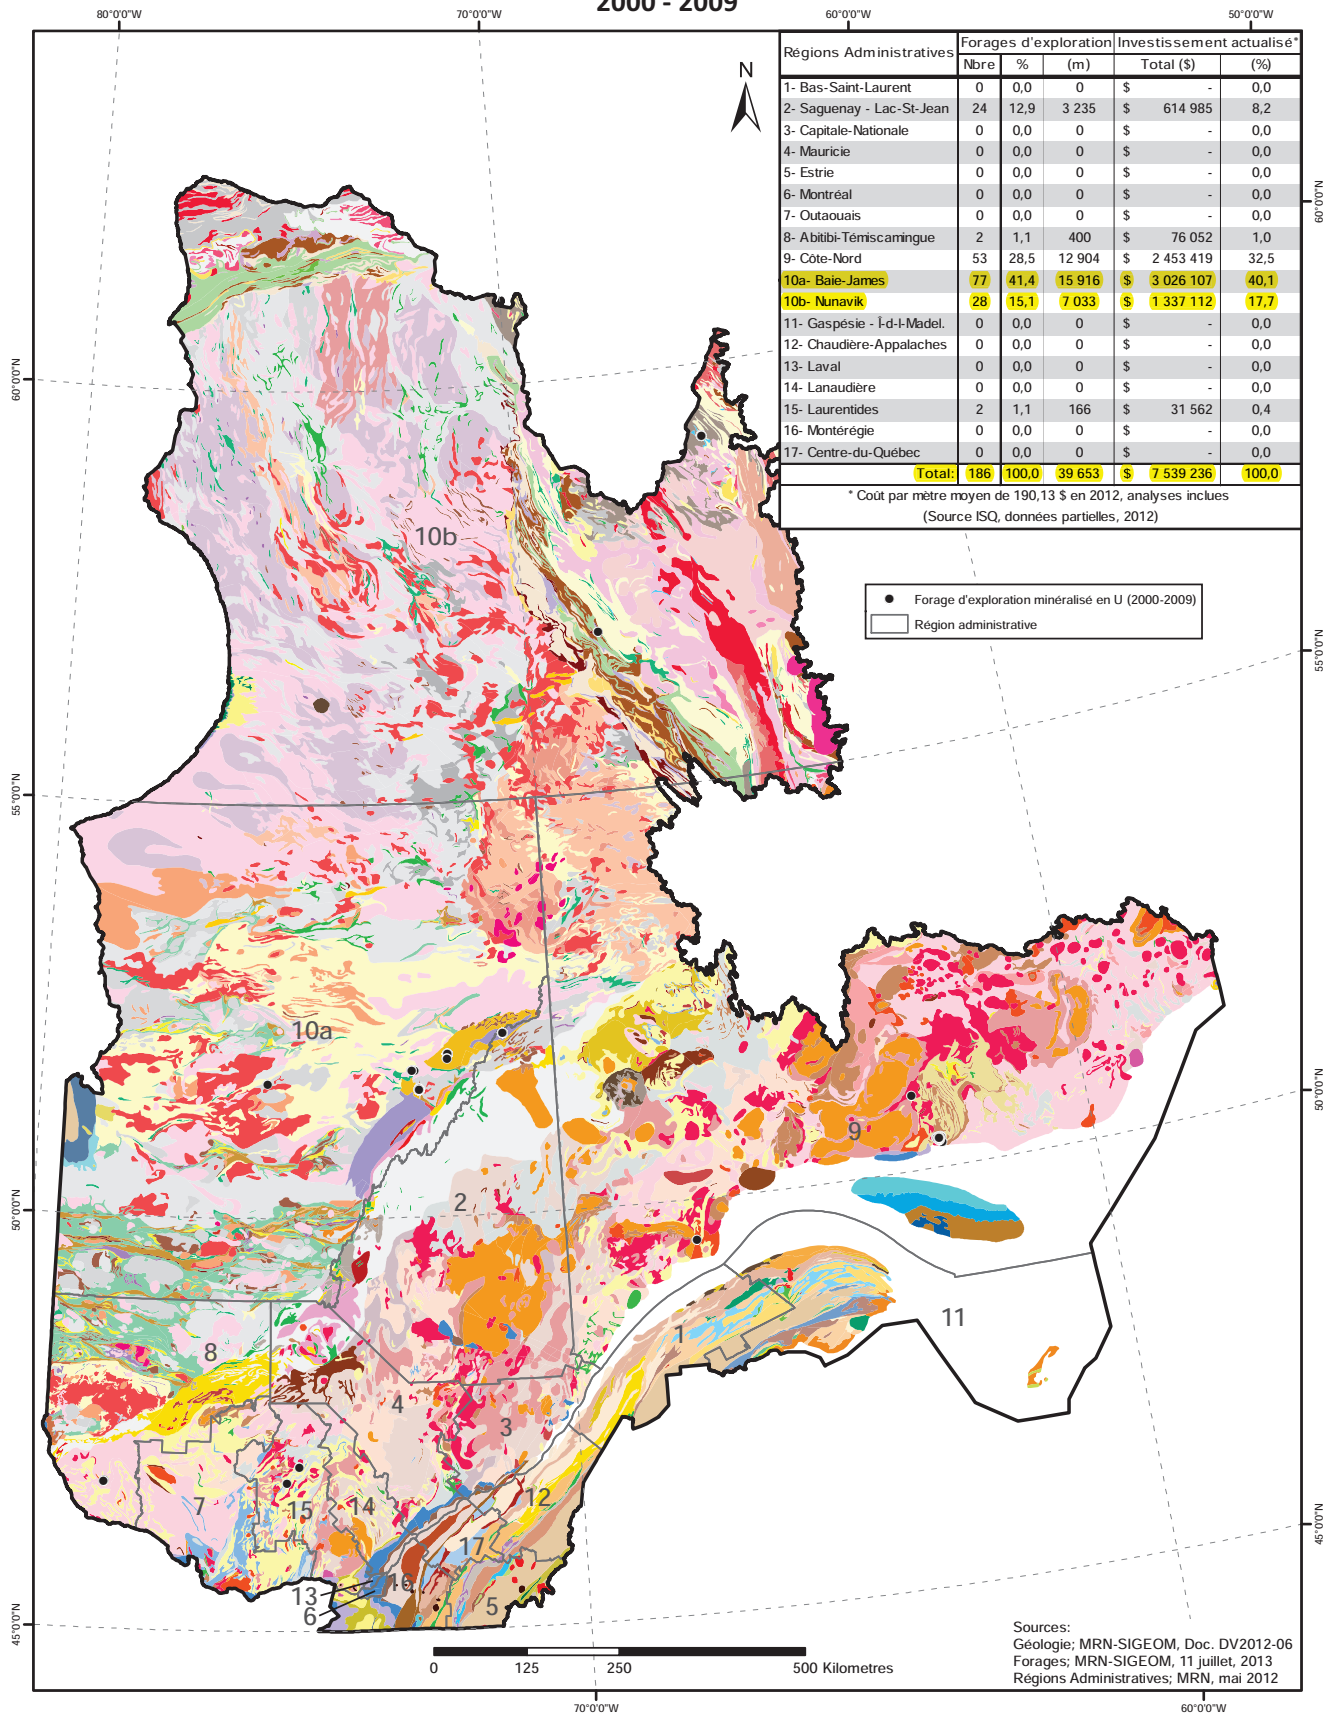 2000 - 2009
80°0'0"W 70°0'0"W 60°0'0"W 50°0'0"W
N
Régions Administratives Forages d'exploration Investissement actualisé*
Nbre % (m) Total ($) (%)
1- Bas-Saint-Laurent 0 0,0 0 $ - 0,0
2- Saguenay - Lac-St-Jean 24 12,9 3 235 $ 614 985 8,2
3- Capitale-Nationale 0 0,0 0 $ - 0,0
4- Mauricie 0 0,0 0 $ - 0,0
5- Estrie 0 0,0 0 $ - 0,0
6- Montréal 0 0,0 0 $ - 0,0
7- Outaouais 0 0,0 0 $ - 0,0
8- Abitibi-Témiscamingue 2 1,1 400 $ 76 052 1,0
9- Côte-Nord 53 28,5 12 904 $ 2 453 419 32,5
10a- Baie-James 77 41,4 15 916 $ 3 026 107 40,1
10b- Nunavik 28 15,1 7 033 $ 1 337 112 17,7
11- Gaspésie - Î-d-l-Madel. 0 0,0 0 $ - 0,0
12- Chaudière-Appalaches 0 0,0 0 $ - 0,0
13- Laval 0 0,0 0 $ - 0,0
14- Lanaudière 0 0,0 0 $ - 0,0
15- Laurentides 2 1,1 166 $ 31 562 0,4
16- Montérégie 0 0,0 0 $ - 0,0
17- Centre-du-Québec 0 0,0 0 $ - 0,0
Total: 186 100,0 39 653 $ 7 539 236 100,0
* Coût par mètre moyen de 190,13 $ en 2012, analyses inclues
(Source ISQ, données partielles, 2012)
Forage d'exploration minéralisé en U (2000-2009)
Région administrative
60°0'0"N
60°0'0"N
55°0'0"N
55°0'0"N
50°0'0"N
50°0'0"N
45°0'0"N
45°0'0"N
10b
10a
9
2
11
1
8
4
3
12
7
15
14
17
16
13
6
5
0 125 250 500 Kilometres
Sources:
Géologie; MRN-SIGEOM, Doc. DV2012-06
Forages; MRN-SIGEOM, 11 juillet, 2013
Régions Administratives; MRN, mai 2012
70°0'0"W 60°0'0"W